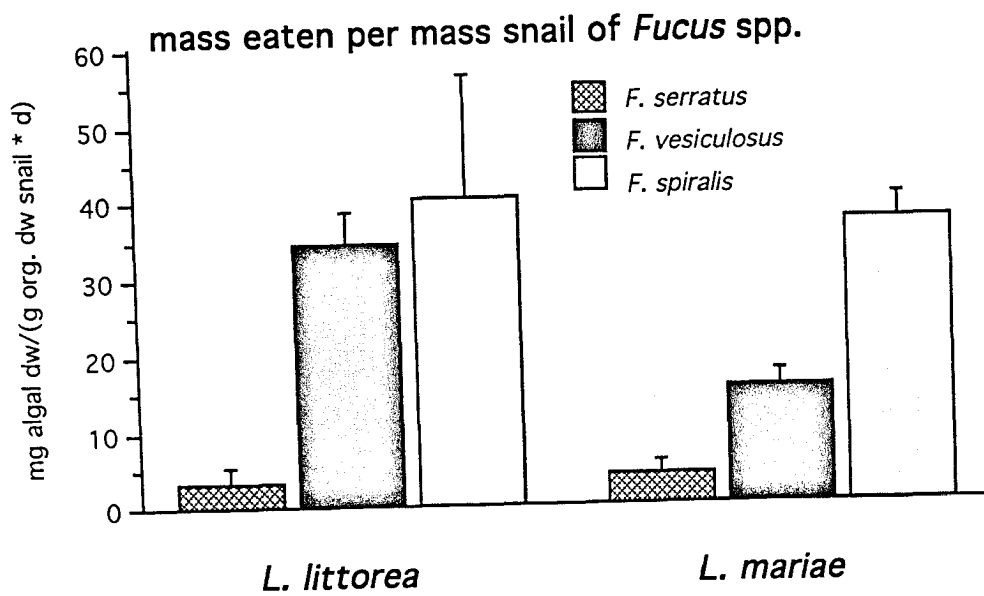 mass eaten per mass snail of Fucus spp.
mg algal dw/(g org. dw snail * d)
60
50
40
30
20
10
0
F. serratus
F. vesiculosus
F. spiralis
L. littorea
L. mariae